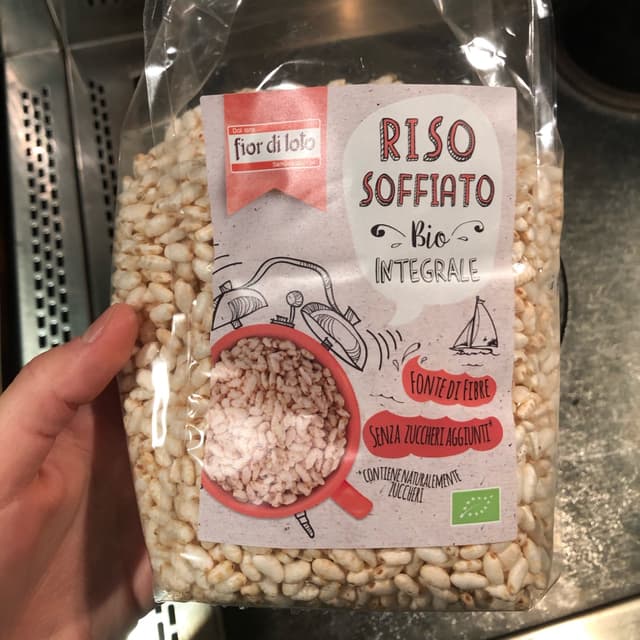 fior di loto
RISO
SOFFIATO
Bio
INTEGRALE
FONTE DI FIBRE
SENZA ZUCCHERI AGGIUNTI*
*CONTIENE NATURALMENTE
ZUCCHERI